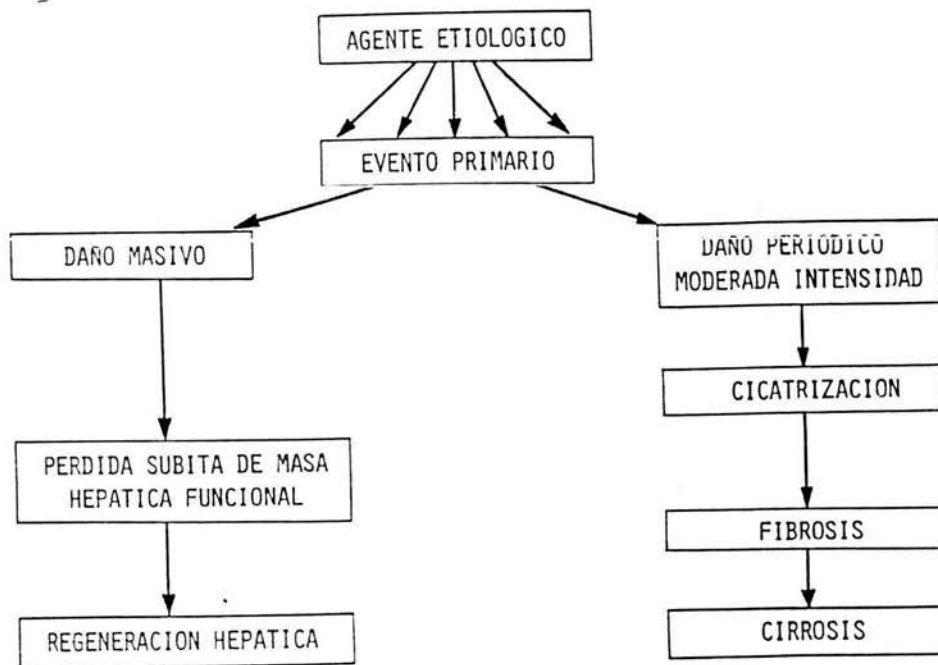 AGENTE ETIOLOGICO
EVENTO PRIMARIO
DAÑO MASIVO
DAÑO PERIODICO
MODERADA INTENSIDAD
CICATRIZACION
PERDIDA SUBITA DE MASA
HEPATICA FUNCIONAL
FIBROSIS
REGENERACION HEPATICA
CIRROSIS